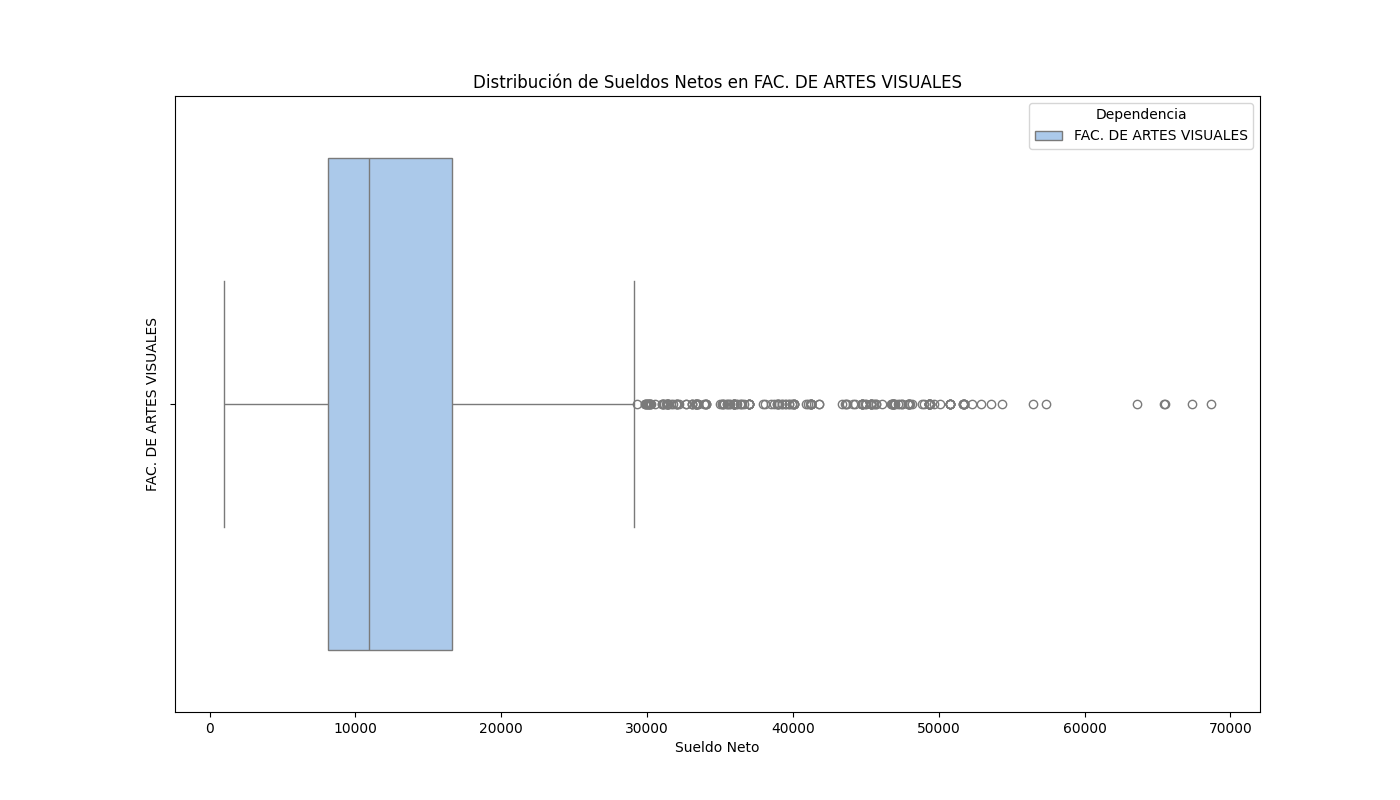 Distribución de Sueldos Netos en FAC. DE ARTES VISUALES
Dependencia
FAC. DE ARTES VISUALES
FAC. DE ARTES VISUALES
0 10000 20000 30000 40000 50000 60000 70000
Sueldo Neto